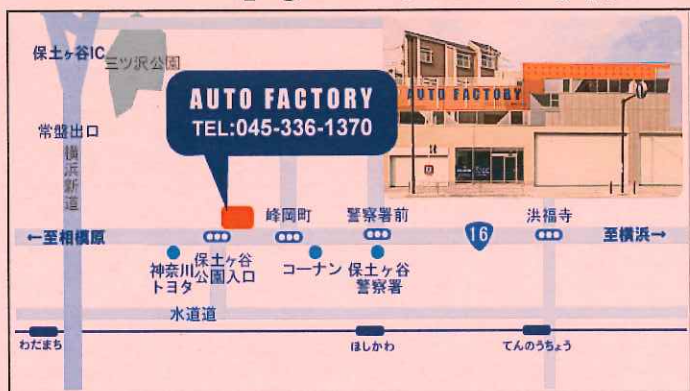 保土ヶ谷IC
三ツ沢公園
AUTO FACTORY
TEL:045-336-1370
AUTO FACTORY
常盤出口
横浜新道
峰岡町
警察署前
洪福寺
←至相模原
16
至横浜→
神奈川
トヨタ
保土ヶ谷
公園入口
コーナン
保土ヶ谷
警察署
水道道
わだまち
ほしかわ
てんのうちょう